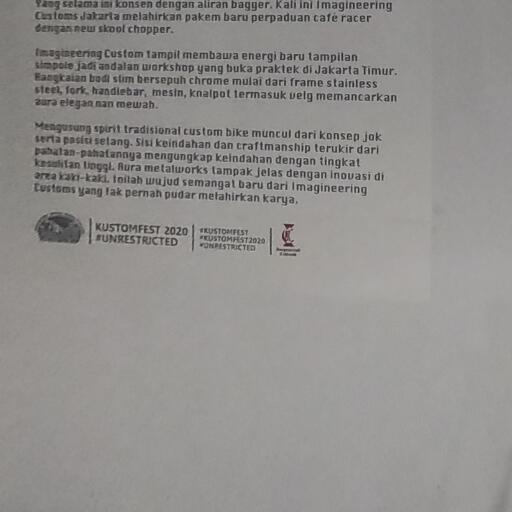 Yang selama ini konsen dengan aliran bagger. Kali ini Imagineering
Customs Jakarta melahirkan pakem baru perpaduan cafe racer
dengan new skool chopper.
Imagineering Custom tampil membawa energi baru tampilan
simpole jadi andalan workshop yang buka praktek di Jakarta Timur.
Rangkaian bodi slim bersepuh chrome mulai dari frame stainless
steel, fork, handlebar, mesin, knalpot termasuk velg memancarkan
aura elegan nan mewah.
Mengusung spirit tradisional custom bike muncul dari konsep jok
serta posisi setang. Sisi keindahan dan craftmanship terukir dari
pahatan-pahatannya mengungkap keindahan dengan tingkat
kesulitan tinggi. Aura metalworks tampak jelas dengan inovasi di
area kaki-kaki. Inilah wujud semangat baru dari Imagineering
Customs yang tak pernah pudar melahirkan karya.
KUSTOMFEST 2020
#UNRESTRICTED
#KUSTOMFEST
#KUSTOMFEST2020
#UNRESTRICTED